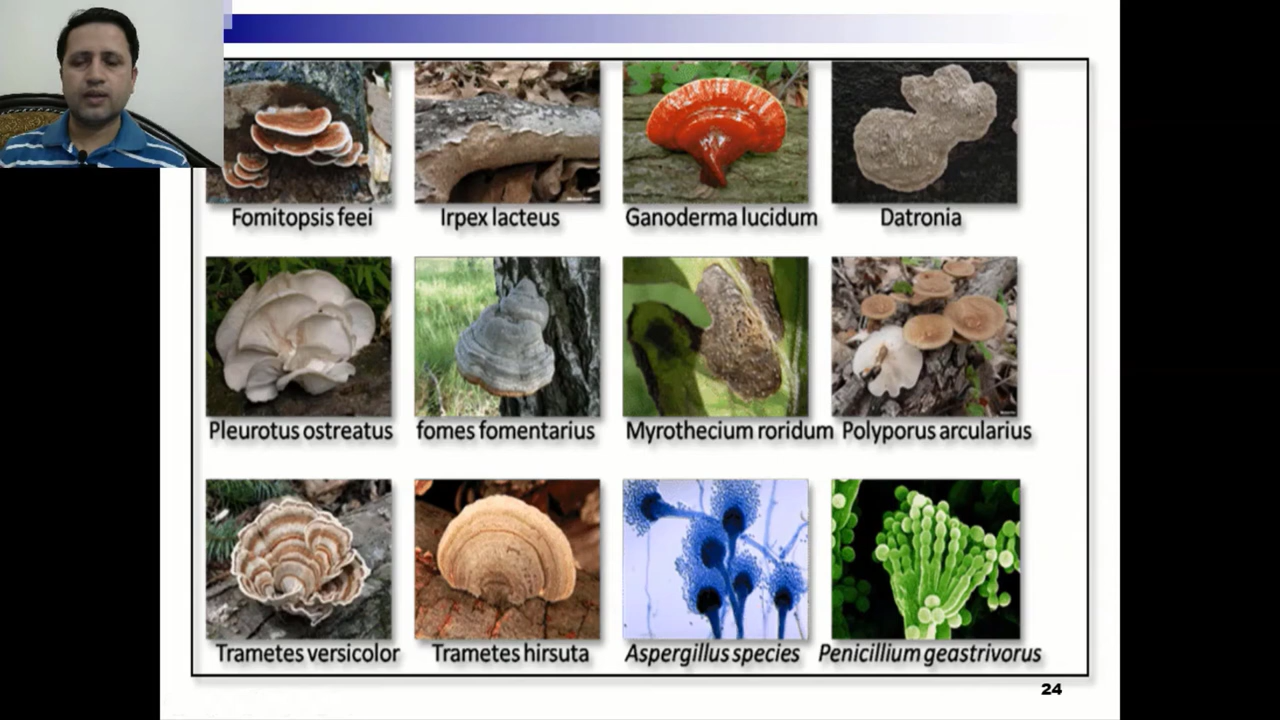 Fomitopsis feei
Irpex lacteus
Ganoderma lucidum
Datronia
Pleurotus ostreatus
fomes fomentarius
Myrothecium roridum
Polyporus arcularius
Trametes versicolor
Trametes hirsuta
Aspergillus species
Penicillium geastrivorus
24